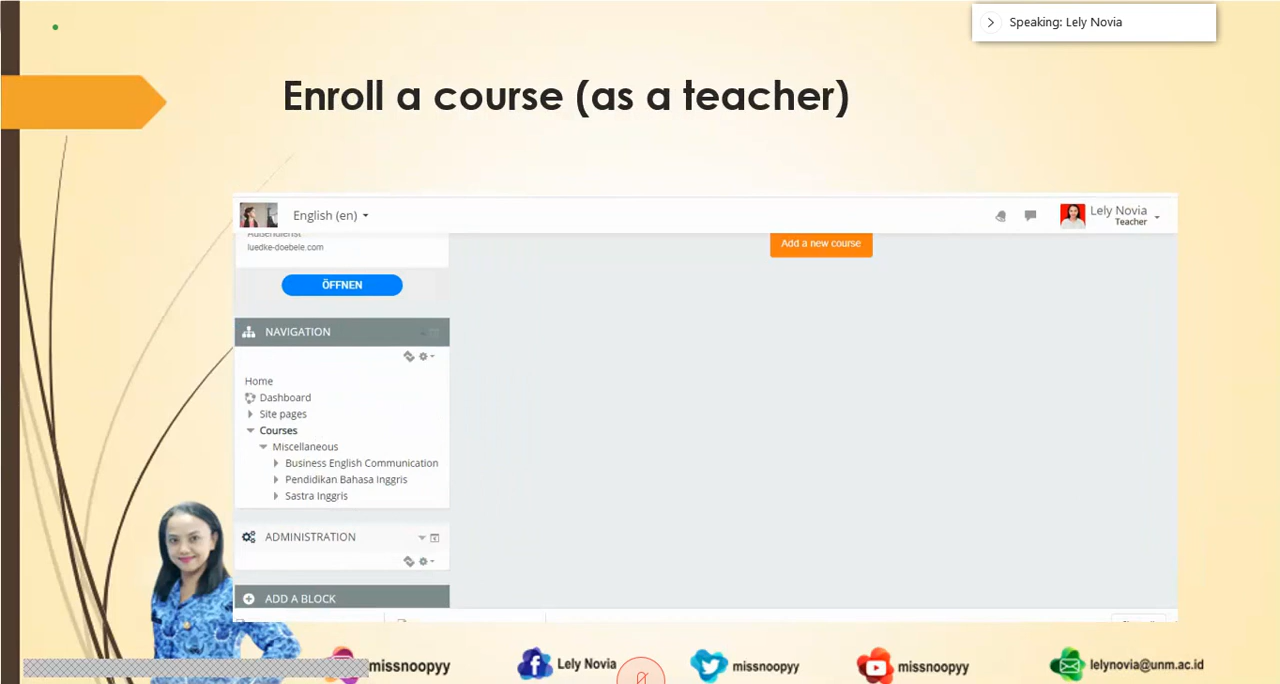 Speaking: Lely Novia
Enroll a course (as a teacher)
English (en)
Lely Novia
Teacher
Außendienst
luedke-doebele.com
Add a new course
ÖFFNEN
NAVIGATION
Home
Dashboard
Site pages
Courses
Miscellaneous
Business English Communication
Pendidikan Bahasa Inggris
Sastra Inggris
ADMINISTRATION
ADD A BLOCK
missnoopyy
Lely Novia
missnoopyy
missnoopyy
lelynovia@unm.ac.id